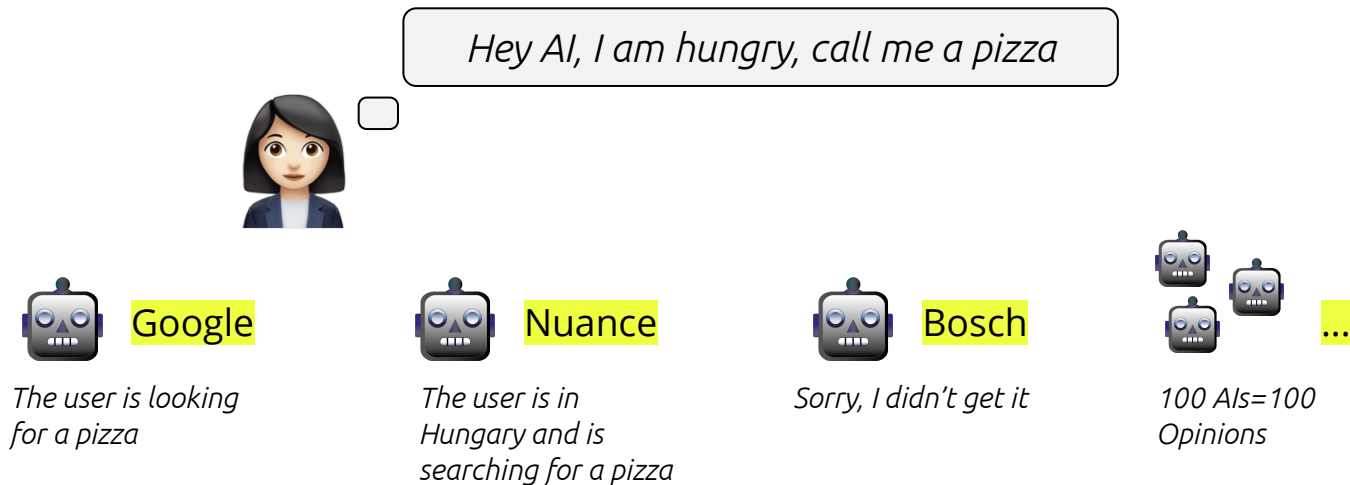 Hey AI, I am hungry, call me a pizza
Google
The user is looking
for a pizza
Nuance
The user is in
Hungary and is
searching for a pizza
Bosch
Sorry, I didn’t get it
...
100 AIs=100
Opinions